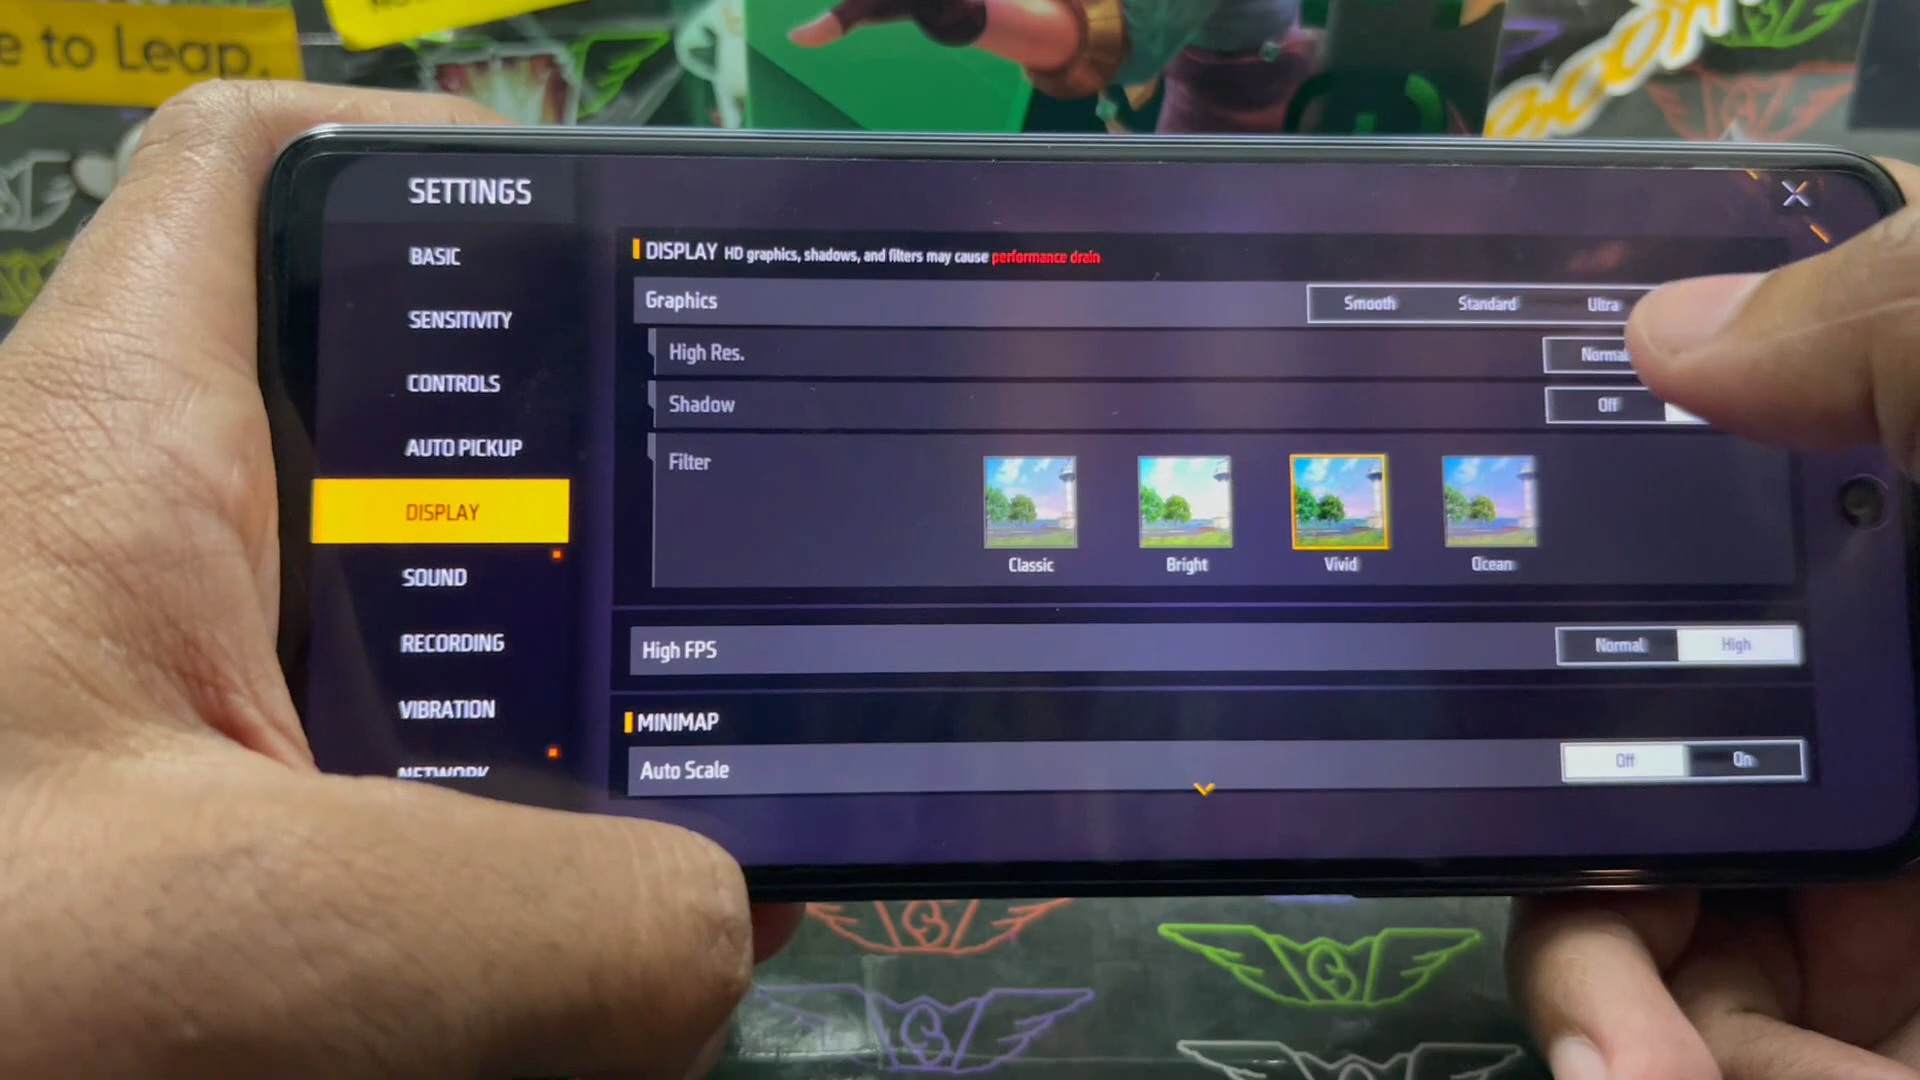 e to Leap.
SETTINGS
BASIC
SENSITIVITY
CONTROLS
AUTO PICKUP
DISPLAY
SOUND
RECORDING
VIBRATION
NETWORK
DISPLAY HD graphics, shadows, and filters may cause performance drain
Graphics Smooth Standard Ultra
High Res. Normal
Shadow Off
Filter
Classic Bright Vivid Ocean
High FPS Normal High
MINIMAP
Auto Scale Off On